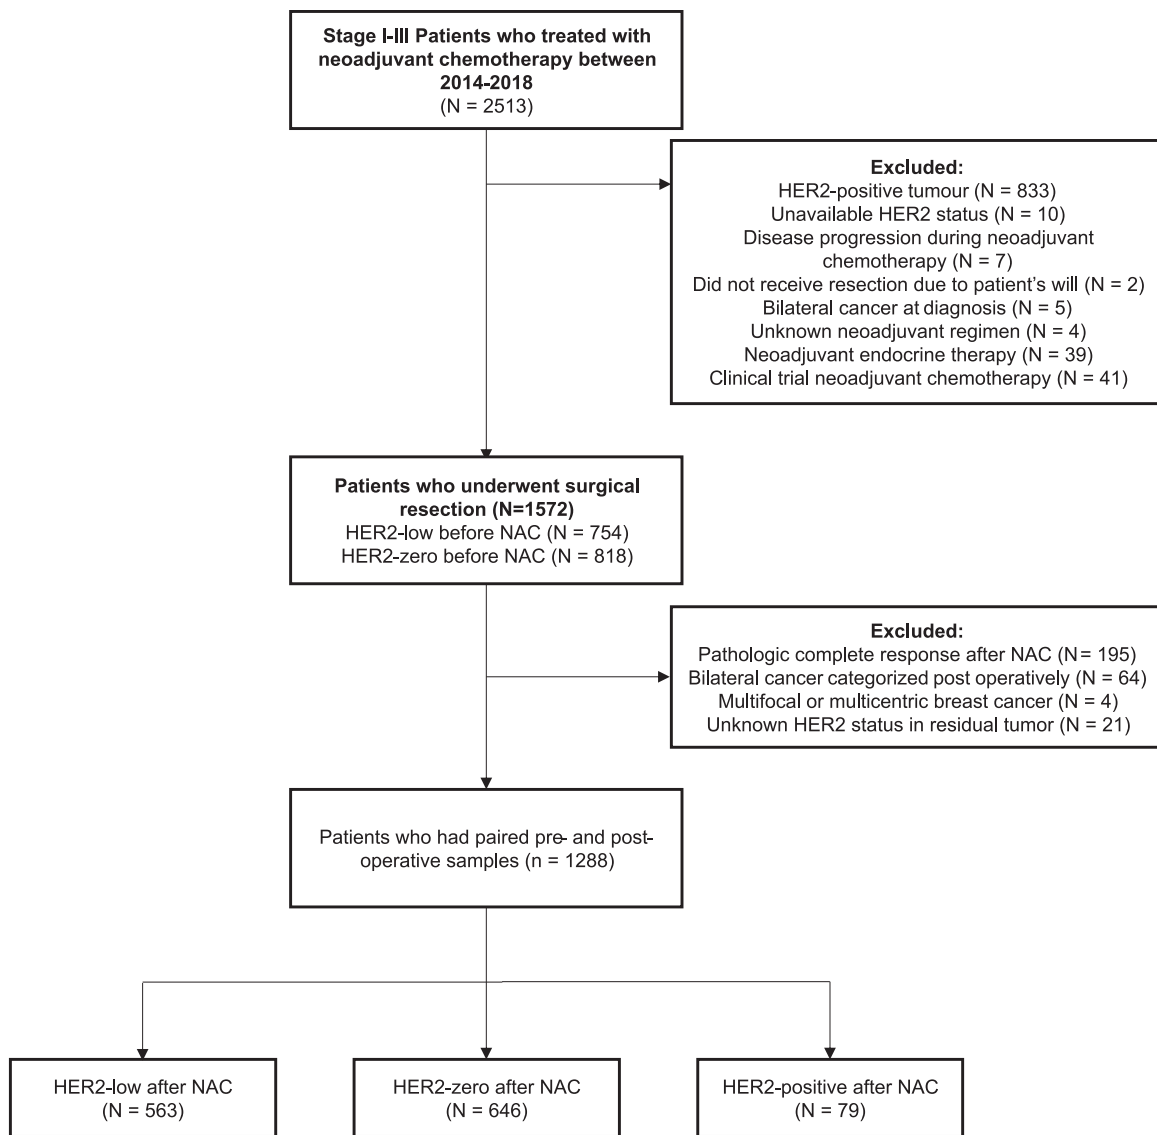 Stage I-III Patients who treated with
neoadjuvant chemotherapy between
2014-2018
(N = 2513)
Excluded:
HER2-positive tumour (N = 833)
Unavailable HER2 status (N = 10)
Disease progression during neoadjuvant
chemotherapy (N = 7)
Did not receive resection due to patient's will (N = 2)
Bilateral cancer at diagnosis (N = 5)
Unknown neoadjuvant regimen (N = 4)
Neoadjuvant endocrine therapy (N = 39)
Clinical trial neoadjuvant chemotherapy (N = 41)
Patients who underwent surgical
resection (N=1572)
HER2-low before NAC (N = 754)
HER2-zero before NAC (N = 818)
Excluded:
Pathologic complete response after NAC (N = 195)
Bilateral cancer categorized post operatively (N = 64)
Multifocal or multicentric breast cancer (N = 4)
Unknown HER2 status in residual tumor (N = 21)
Patients who had paired pre- and post-
operative samples (n = 1288)
HER2-low after NAC
(N = 563)
HER2-zero after NAC
(N = 646)
HER2-positive after NAC
(N = 79)